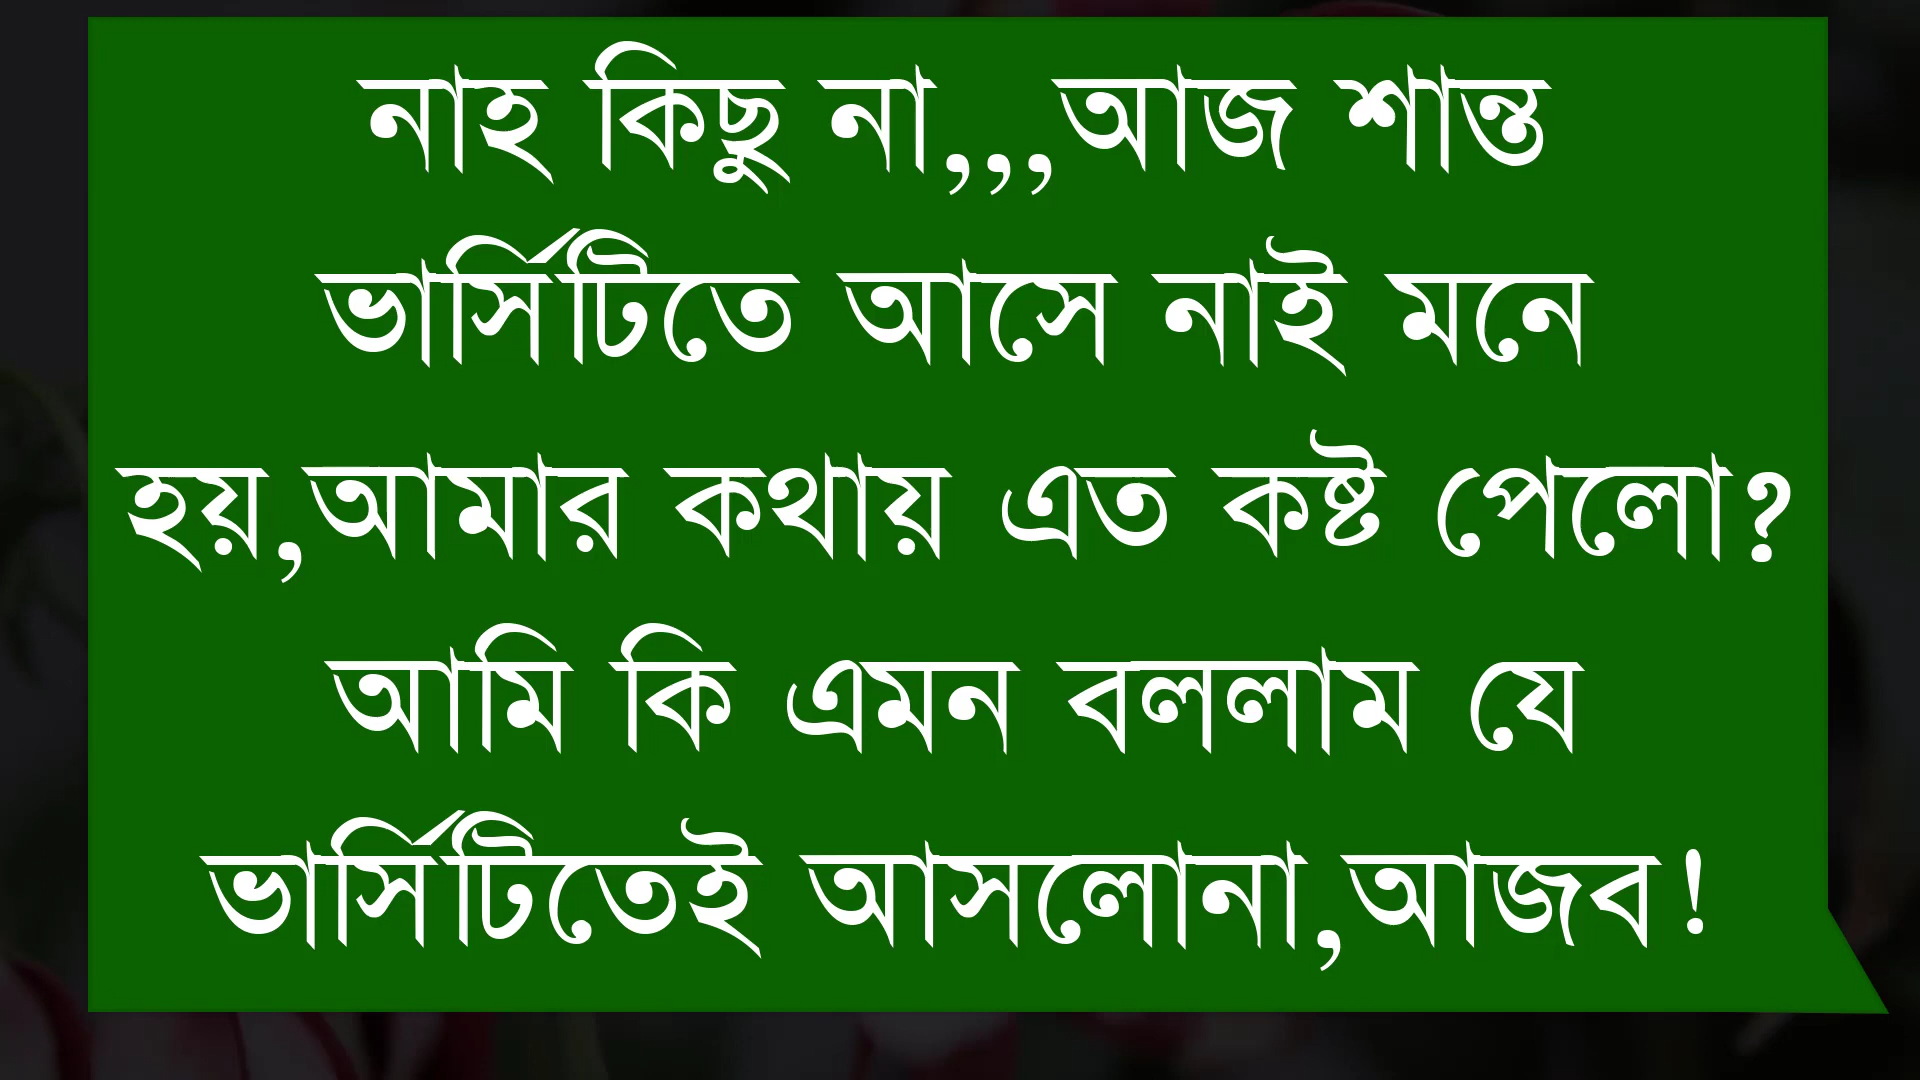 নাহ কিছু না,,,আজ শান্ত
ভার্সিটিতে আসে নাই মনে
হয়,আমার কথায় এত কষ্ট পেলো?
আমি কি এমন বললাম যে
ভার্সিটিতেই আসলোনা,আজব!